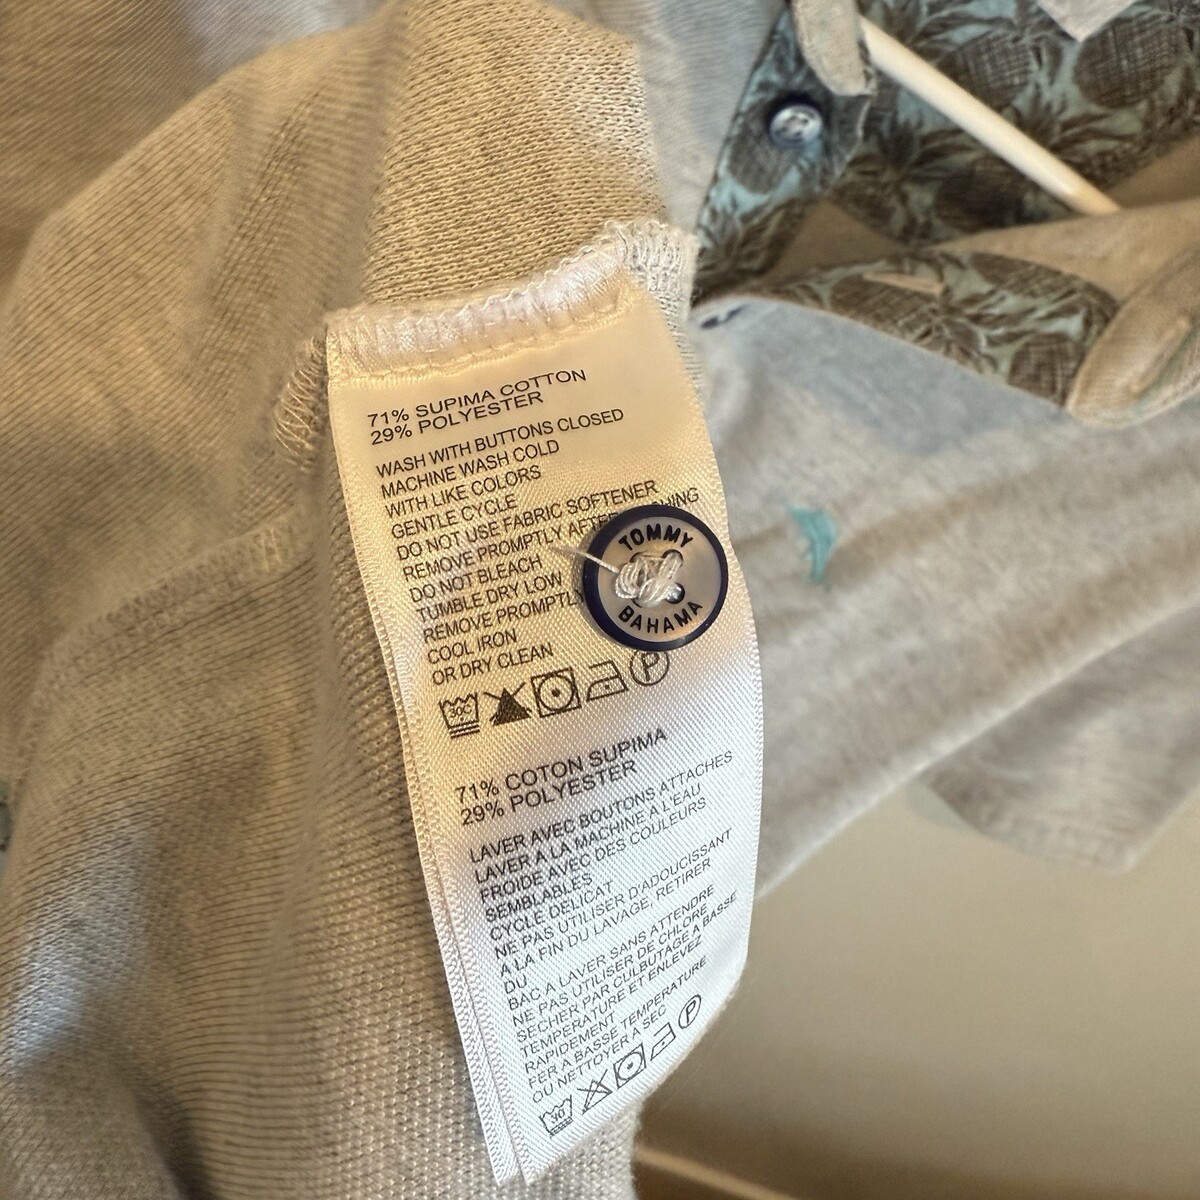 71% SUPIMA COTTON
29% POLYESTER
WASH WITH BUTTONS CLOSED
MACHINE WASH COLD
WITH LIKE COLORS
GENTLE CYCLE
DO NOT USE FABRIC SOFTENER
REMOVE PROMPTLY
DO NOT BLEACH
TUMBLE DRY LOW
REMOVE PROMPTLY
COOL IRON
OR DRY CLEAN
TOMMY
BAHAMA
P
71% COTON SUPIMA
29% POLYESTER
LAVER AVEC BOUTONS ATTACHES
LAVER A LA MACHINE A L'EAU
FROIDE AVEC DES COULEURS
SEMBLABLES
CYCLE DELICAT
NE PAS UTILISER D'ADOUCISSANT
A LA FIN DU LAVAGE, RETIRER
DU
BAC A LAVER SANS ATTENDRE
NE PAS UTILISER DE CHLORE
SECHER PAR CULBUTAGE A BASSE
TEMPERATURE ET ENLEVEZ
RAPIDEMENT
FER A BASSE TEMPERATURE
OU NETTOYER A SEC
30
P